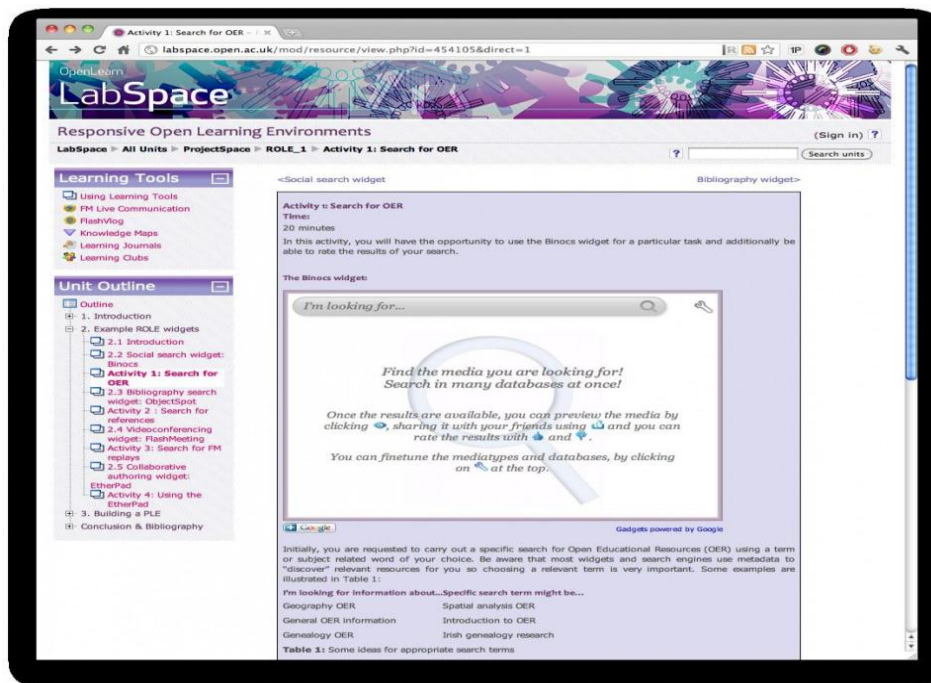 Activity 1: Search for OER –
labspace.open.ac.uk/mod/resource/view.php?id=454105&direct=1
OpenLearn
LabSpace
Responsive Open Learning Environments
(Sign in) ?
LabSpace ▶ All Units ▶ ProjectSpace ▶ ROLE_1 ▶ Activity 1: Search for OER
? Search units
Learning Tools
Using Learning Tools
FM Live Communication
FlashVlog
Knowledge Maps
Learning Journals
Learning Clubs
Unit Outline
Outline
1. Introduction
2. Example ROLE widgets
2.1 Introduction
2.2 Social search widget:
Binocs
Activity 1: Search for
OER
2.3 Bibliography search
widget: ObjectSpot
Activity 2 : Search for
references
2.4 Videoconferencing
widget: FlashMeeting
Activity 3: Search for FM
replays
2.5 Collaborative
authoring widget:
EtherPad
Activity 4: Using the
EtherPad
3. Building a PLE
Conclusion & Bibliography
<Social search widget
Bibliography widget>
Activity 1: Search for OER
Time:
20 minutes
In this activity, you will have the opportunity to use the Binocs widget for a particular task and additionally be
able to rate the results of your search.
The Binocs widget:
I'm looking for...
Find the media you are looking for!
Search in many databases at once!
Once the results are available, you can preview the media by
clicking , sharing it with your friends using and you can
rate the results with and .
You can finetune the mediatypes and databases, by clicking
on at the top.
Google
Gadgets powered by Google
Initially, you are requested to carry out a specific search for Open Educational Resources (OER) using a term
or subject related word of your choice. Be aware that most widgets and search engines use metadata to
"discover" relevant resources for you so choosing a relevant term is very important. Some examples are
illustrated in Table 1:
I'm looking for information about...Specific search term might be...
Geography OER Spatial analysis OER
General OER information Introduction to OER
Genealogy OER Irish genealogy research
Table 1: Some ideas for appropriate search terms